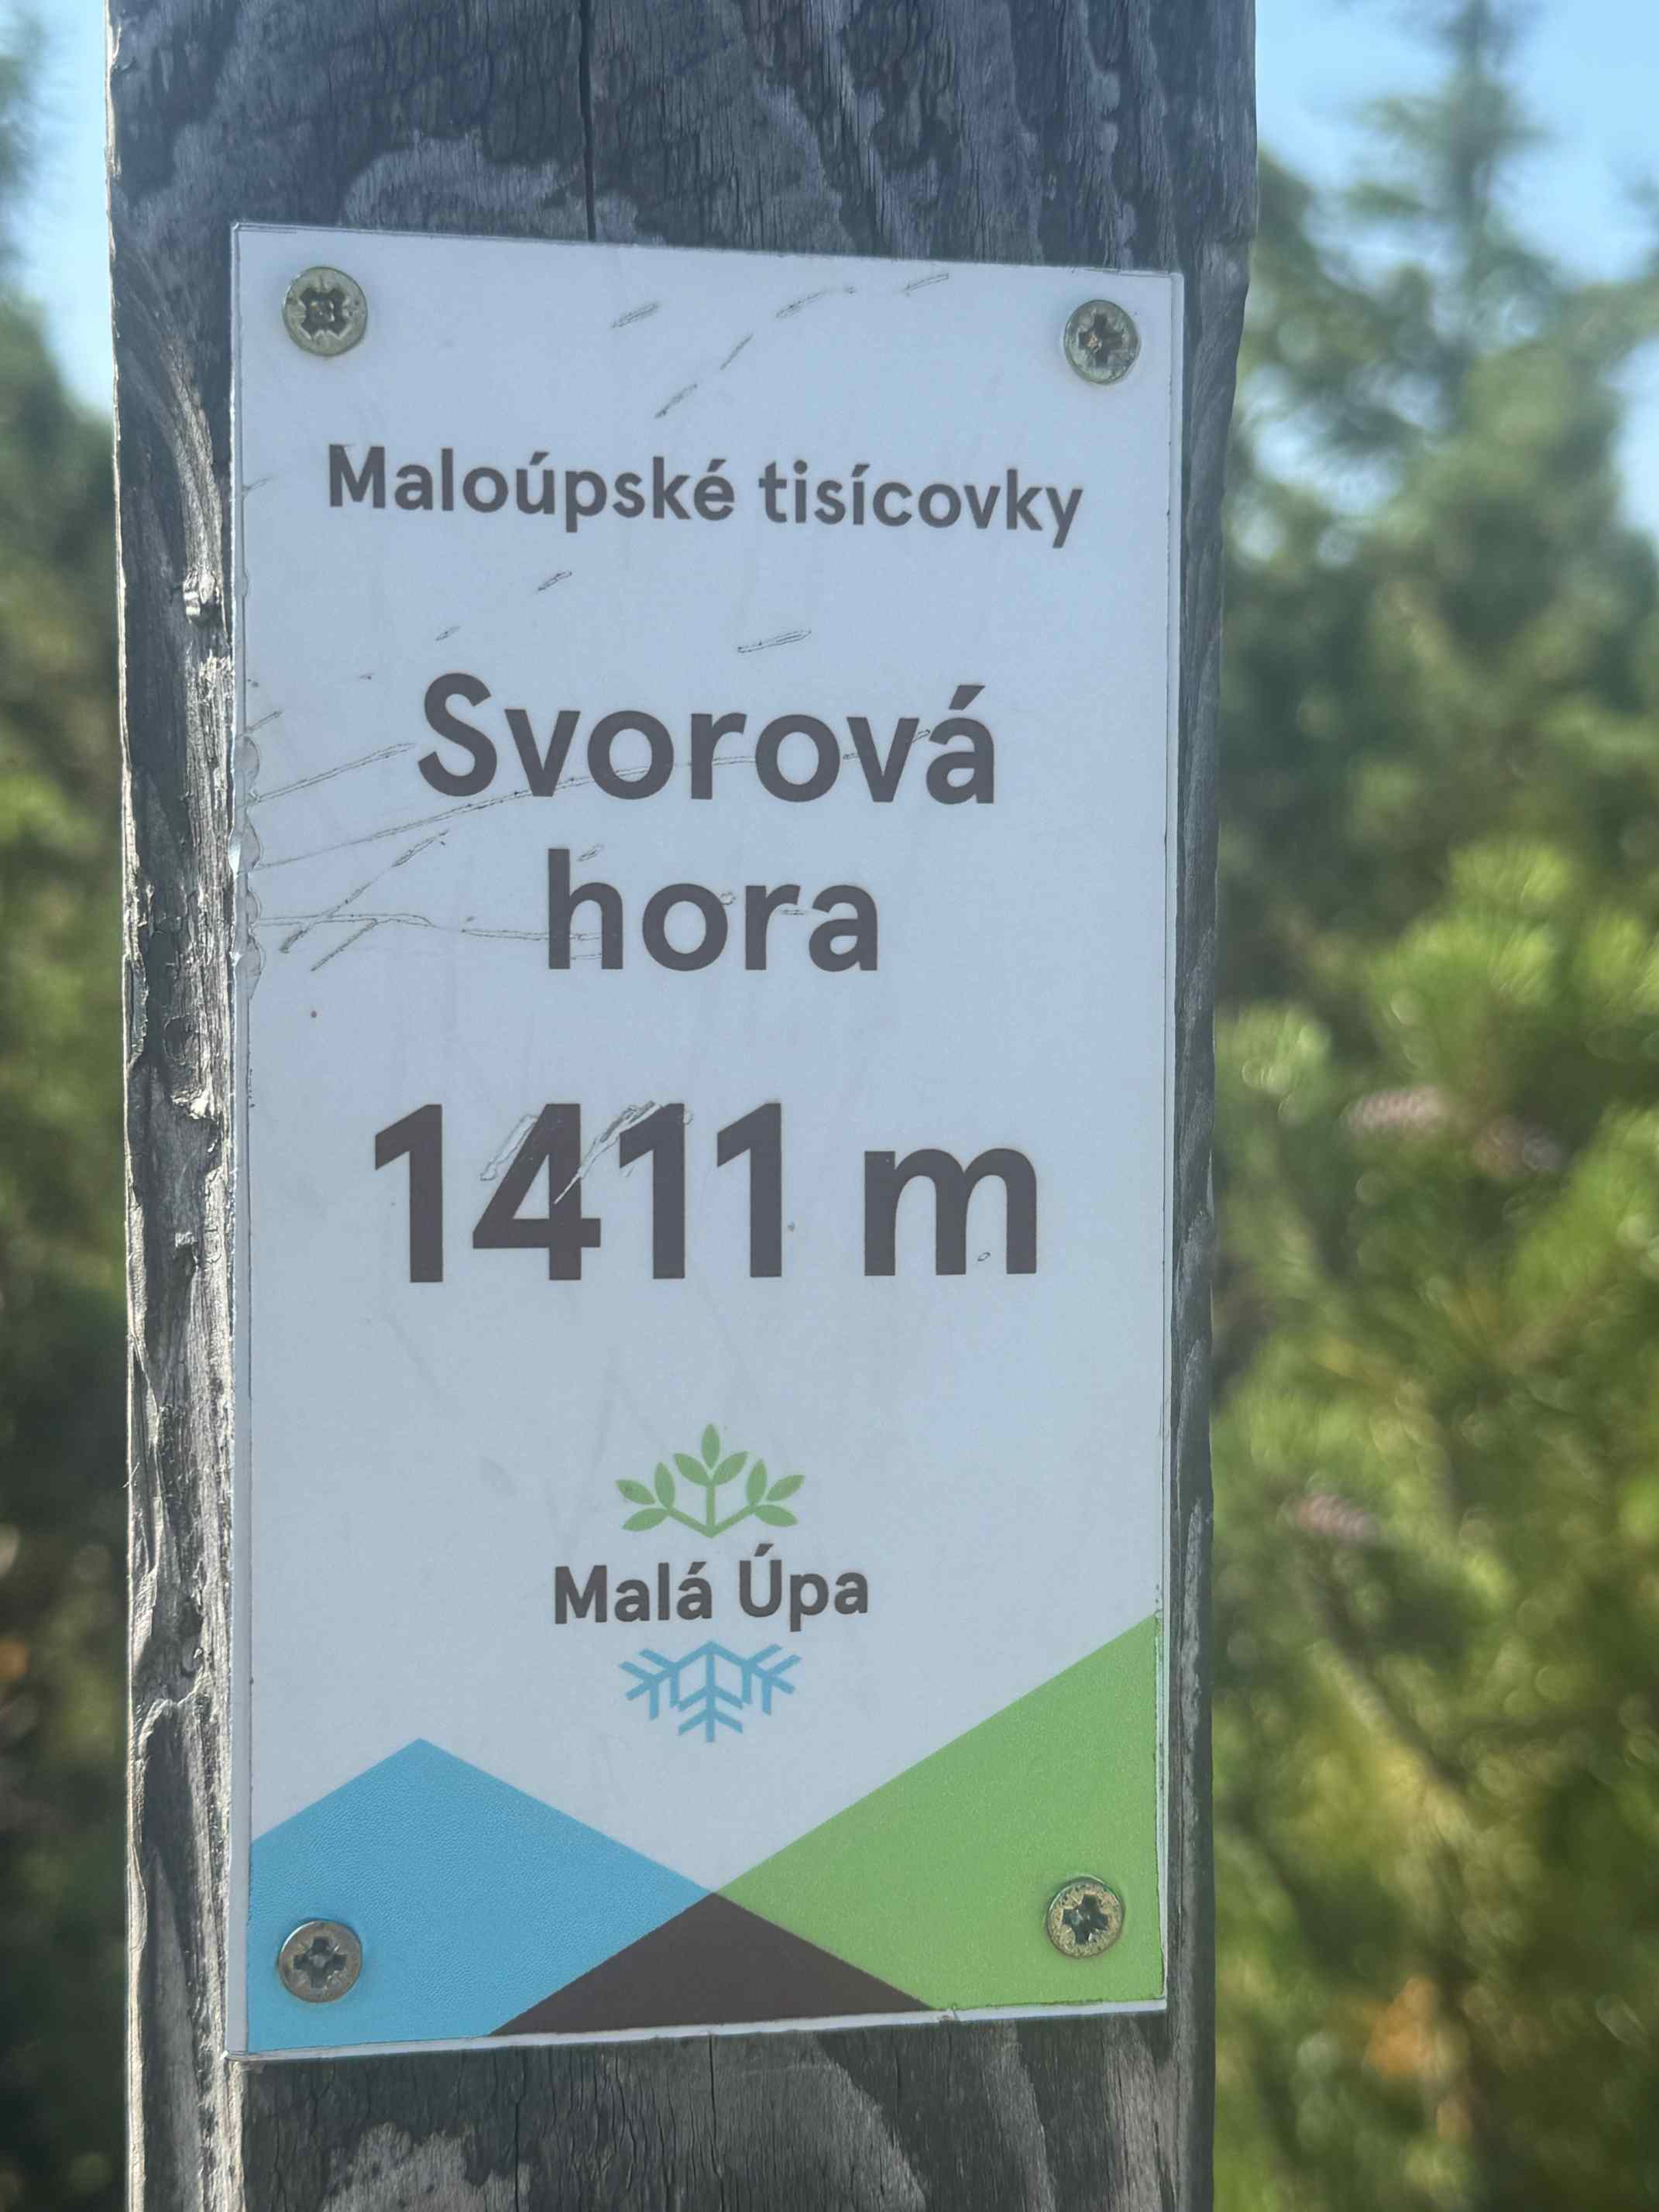 Maloúpské tisícovky
Svorová
hora
1411 m
Malá Úpa